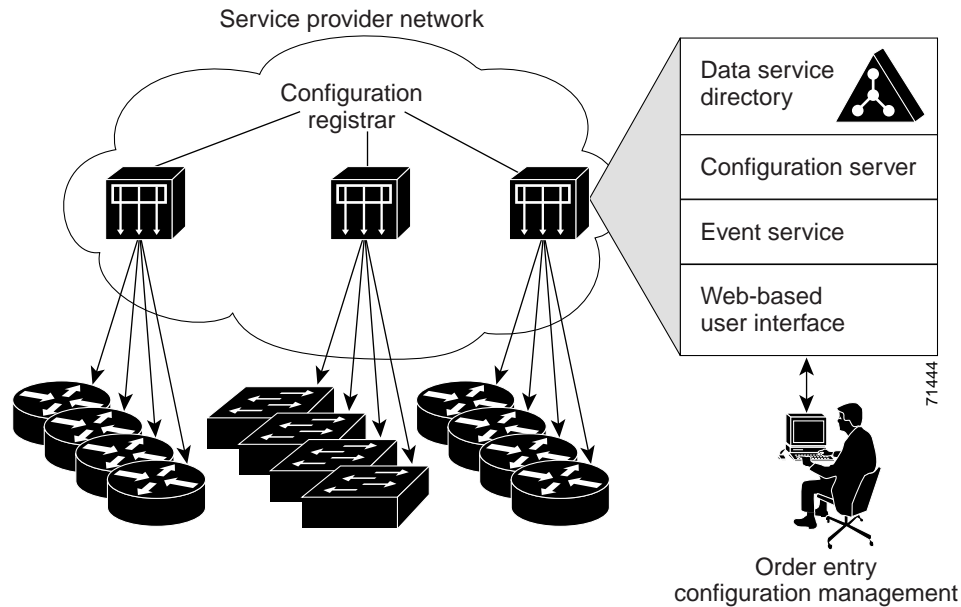 Service provider network
Configuration
registrar
Data service
directory
Configuration server
Event service
Web-based
user interface
71444
Order entry
configuration management